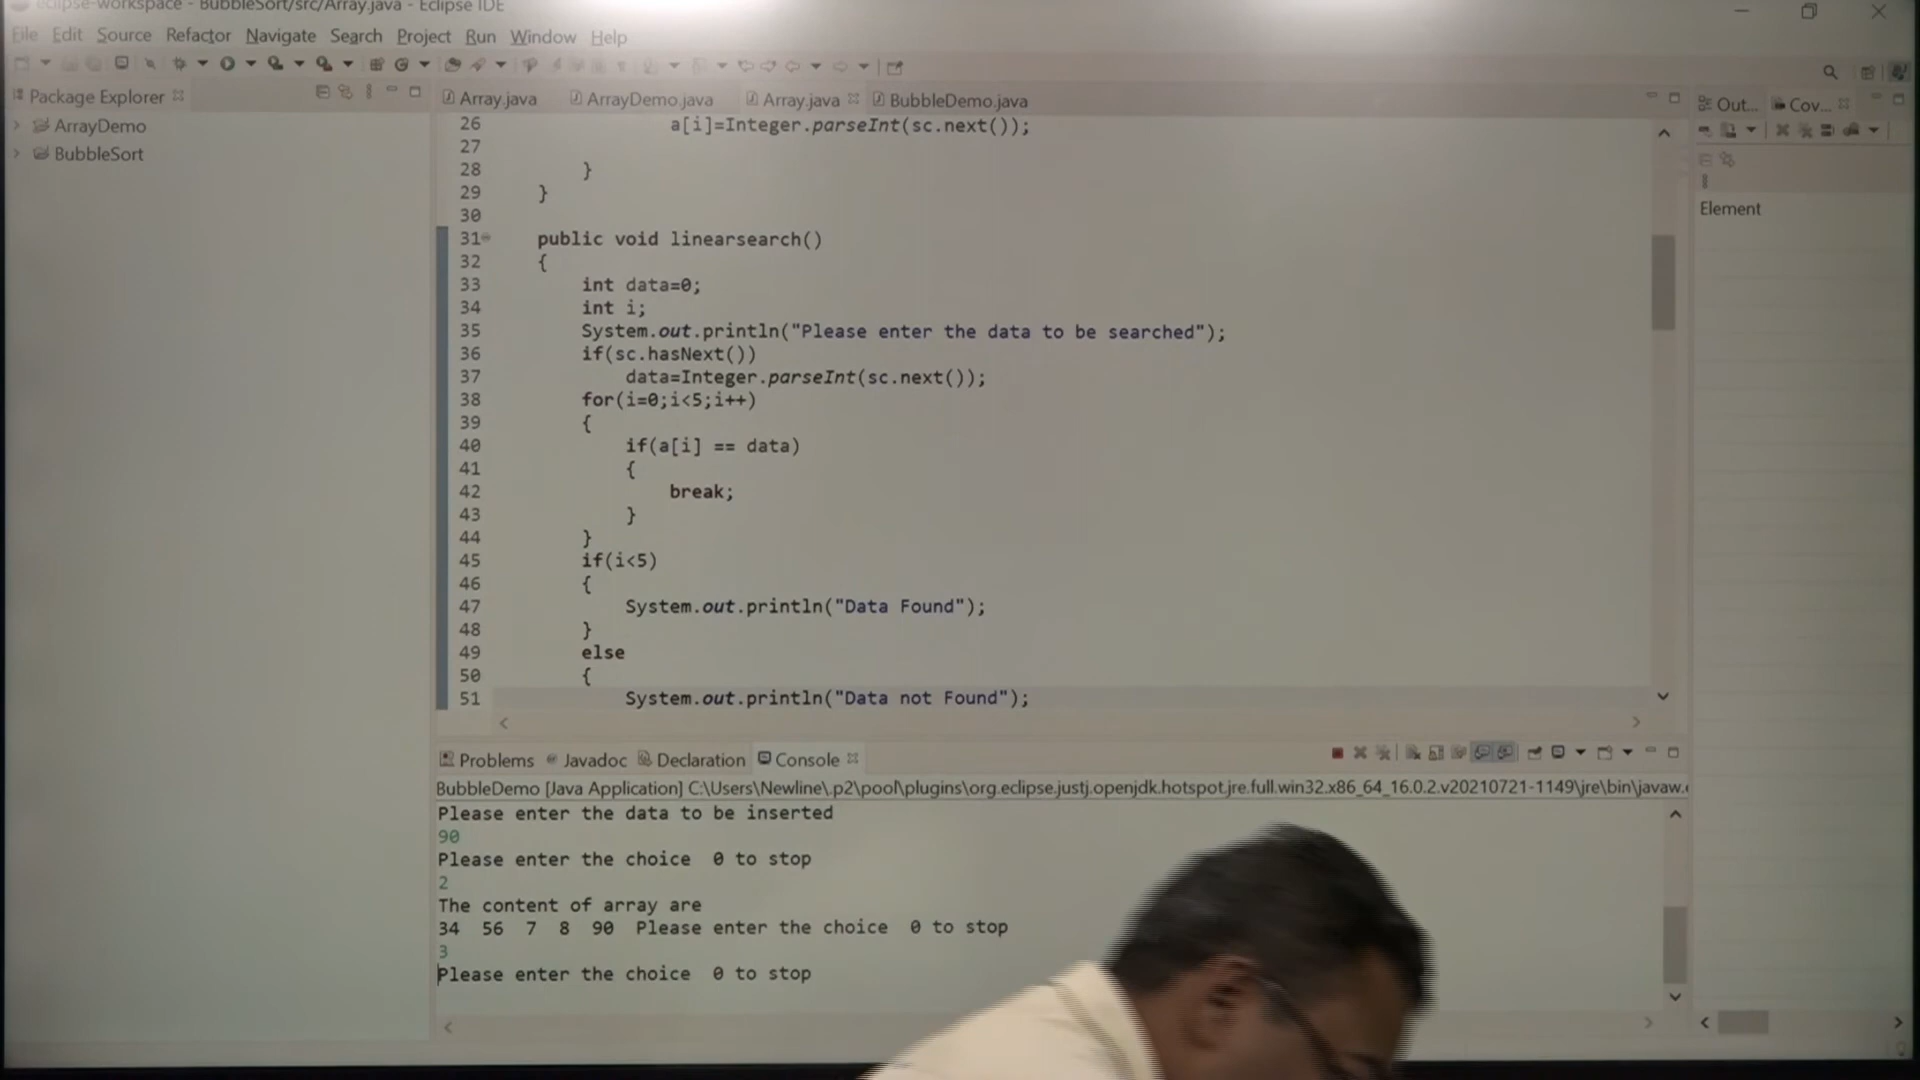 eclipse-workspace - BubbleSort/src/Array.java - Eclipse IDE
File Edit Source Refactor Navigate Search Project Run Window Help
Package Explorer
ArrayDemo
BubbleSort
Array.java ArrayDemo.java Array.java BubbleDemo.java
26 a[i]=Integer.parseInt(sc.next());
27
28 }
29 }
30
31 public void linearsearch()
32 {
33 int data=0;
34 int i;
35 System.out.println("Please enter the data to be searched");
36 if(sc.hasNext())
37 data=Integer.parseInt(sc.next());
38 for(i=0;i<5;i++)
39 {
40 if(a[i] == data)
41 {
42 break;
43 }
44 }
45 if(i<5)
46 {
47 System.out.println("Data Found");
48 }
49 else
50 {
51 System.out.println("Data not Found");
Out... Cov...
Element
Problems Javadoc Declaration Console
BubbleDemo [Java Application] C:\Users\Newline\.p2\pool\plugins\org.eclipse.justj.openjdk.hotspot.jre.full.win32.x86_64_16.0.2.v20210721-1149\jre\bin\javaw.
Please enter the data to be inserted
90
Please enter the choice 0 to stop
2
The content of array are
34 56 7 8 90 Please enter the choice 0 to stop
3
Please enter the choice 0 to stop